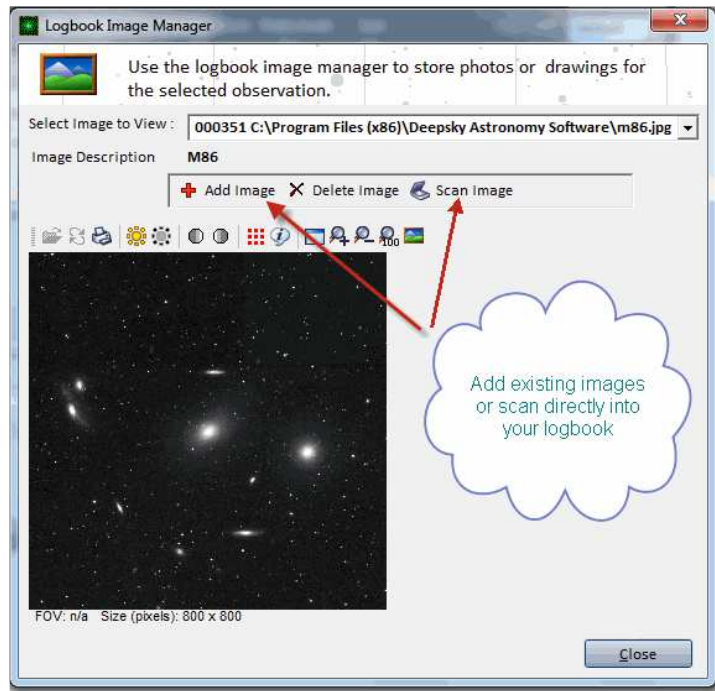 Logbook Image Manager
Use the logbook image manager to store photos or drawings for
the selected observation.
Select Image to View : 000351 C:\Program Files (x86)\Deepsky Astronomy Software\m86.jpg
Image Description M86
Add Image Delete Image Scan Image
100
Add existing images
or scan directly into
your logbook
FOV: n/a Size (pixels): 800 x 800
Close